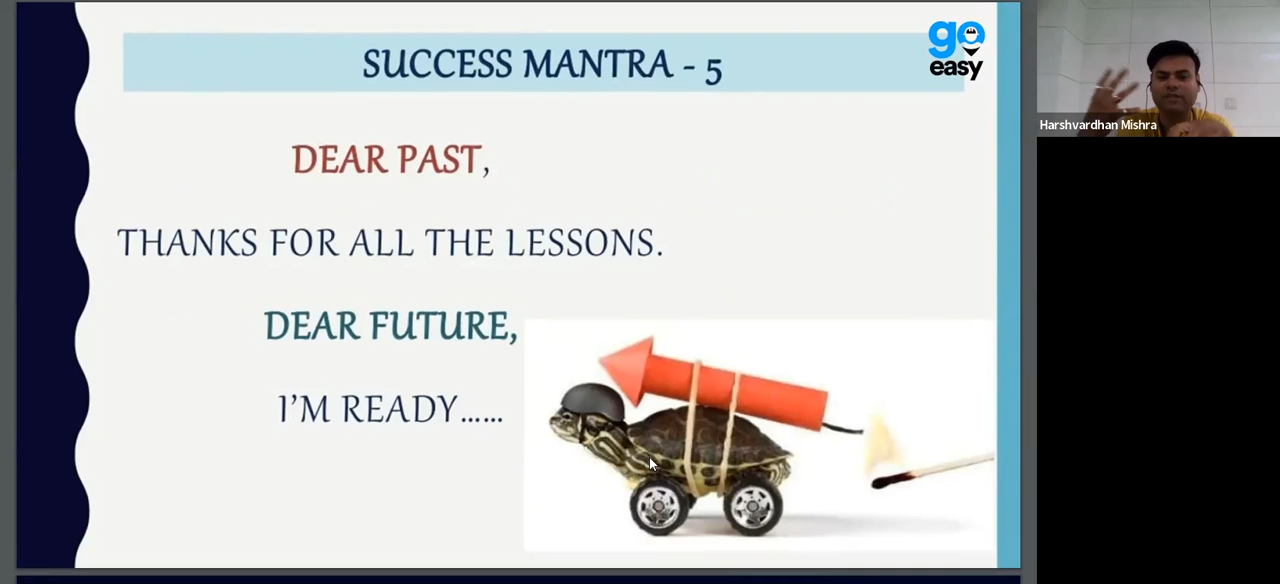 SUCCESS MANTRA - 5
go
easy
DEAR PAST,
THANKS FOR ALL THE LESSONS.
DEAR FUTURE,
I'M READY......
Harshvardhan Mishra